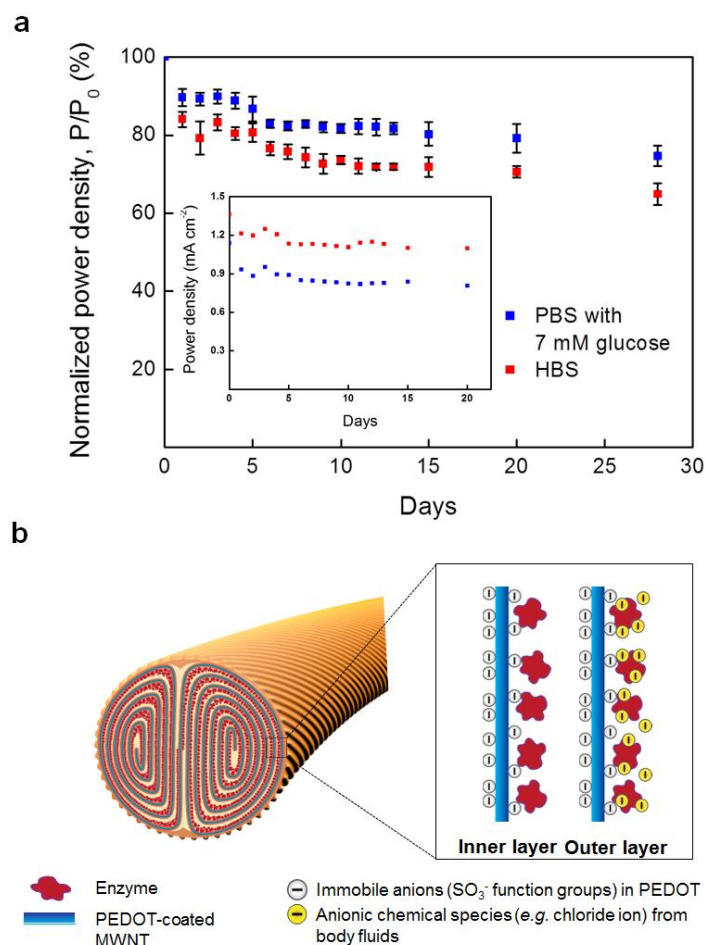 a
Normalized power density, P/P0 (%)
100
80
60
40
20
0
5
10
15
20
25
30
Days
Power density (mA cm-2)
1.5
1.2
0.9
0.6
0.3
0
5
10
15
20
Days
PBS with
7 mM glucose
HBS
b
Inner layer Outer layer
Enzyme
PEDOT-coated
MWNT
Immobile anions (SO3- function groups) in PEDOT
Anionic chemical species (e.g. chloride ion) from
body fluids